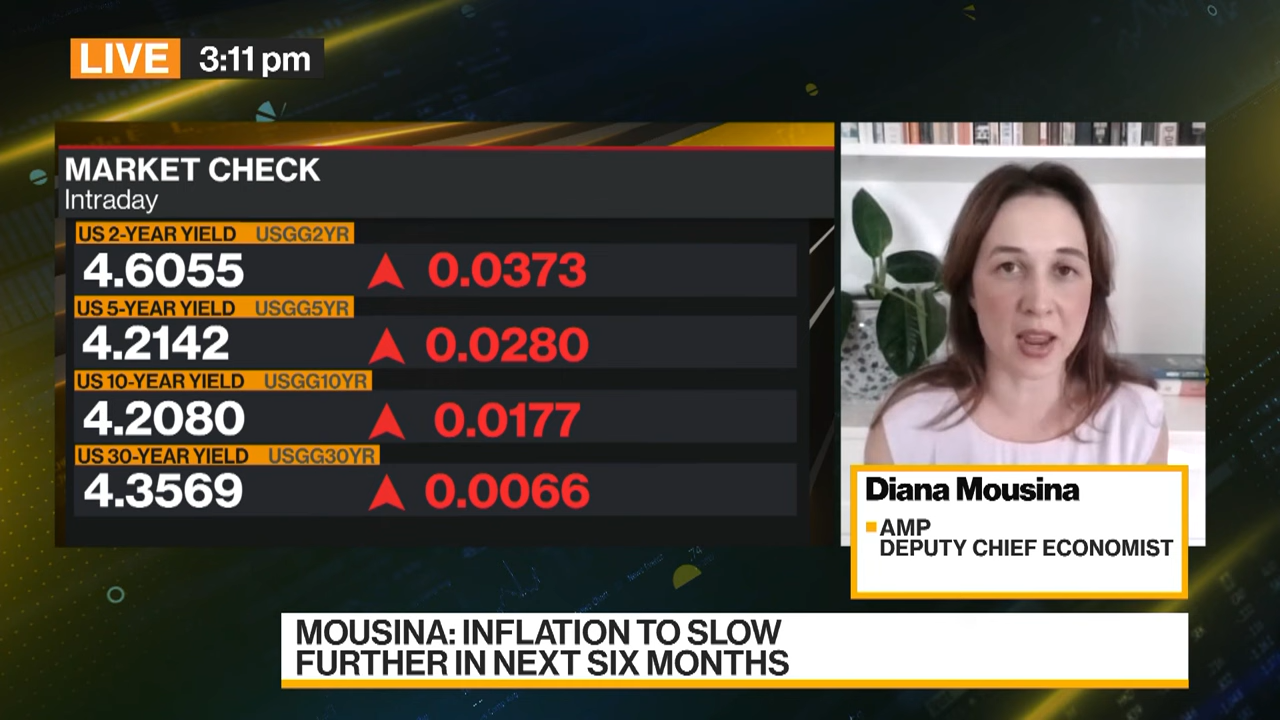 LIVE 3:11 pm
MARKET CHECK
Intraday
US 2-YEAR YIELD USGG2YR
4.6055 0.0373
US 5-YEAR YIELD USGG5YR
4.2142 0.0280
US 10-YEAR YIELD USGG10YR
4.2080 0.0177
US 30-YEAR YIELD USGG30YR
4.3569 0.0066
Diana Mousina
AMP
DEPUTY CHIEF ECONOMIST
MOUSINA: INFLATION TO SLOW
FURTHER IN NEXT SIX MONTHS